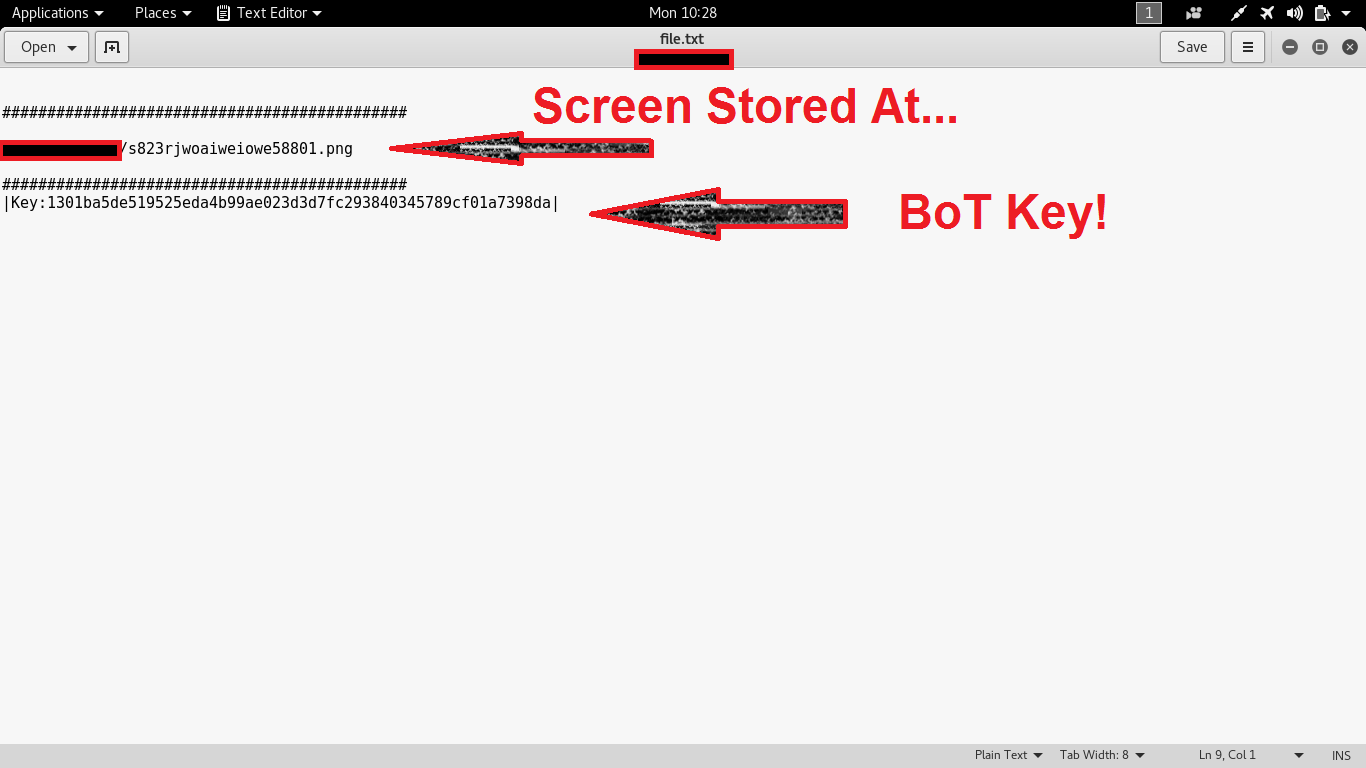 Applications Places Text Editor Mon 10:28 1
Open file.txt Save
############################################# Screen Stored At...
/s823rjwoaiweiowe58801.png
#############################################
|Key:1301ba5de519525eda4b99ae023d3d7fc293840345789cf01a7398da| BoT Key!
Plain Text Tab Width: 8 Ln 9, Col 1 INS